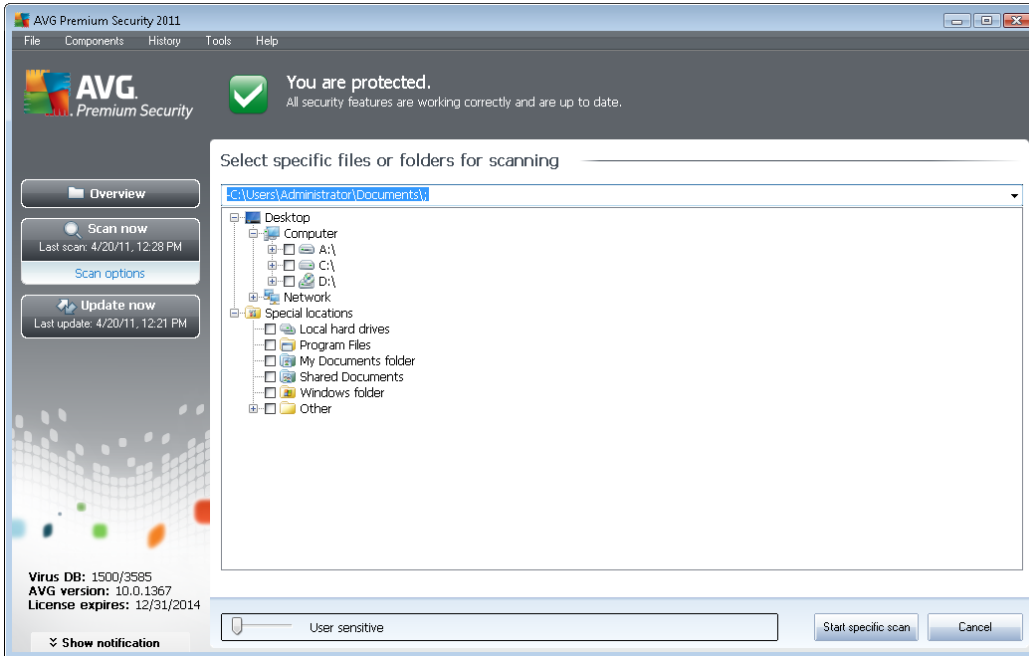 AVG Premium Security 2011
File Components History Tools Help
AVG.
Premium Security
You are protected.
All security features are working correctly and are up to date.
Overview
Scan now
Last scan: 4/20/11, 12:28 PM
Scan options
Update now
Last update: 4/20/11, 12:21 PM
Virus DB: 1500/3585
AVG version: 10.0.1367
License expires: 12/31/2014
Show notification
Select specific files or folders for scanning
-C:\Users\Administrator\Documents\;
Desktop
Computer
A:\
C:\
D:\
Network
Special locations
Local hard drives
Program Files
My Documents folder
Shared Documents
Windows folder
Other
User sensitive
Start specific scan
Cancel